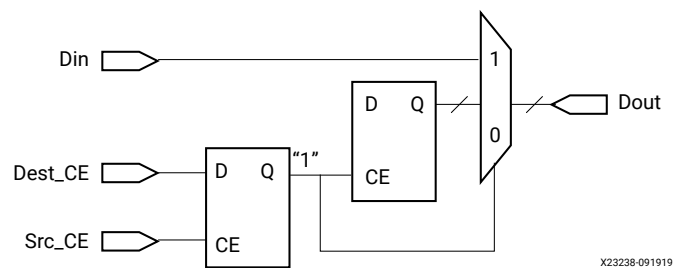 Din
1
D Q
Dout
0
"1"
Dest_CE
D Q
CE
Src_CE
CE
X23238-091919